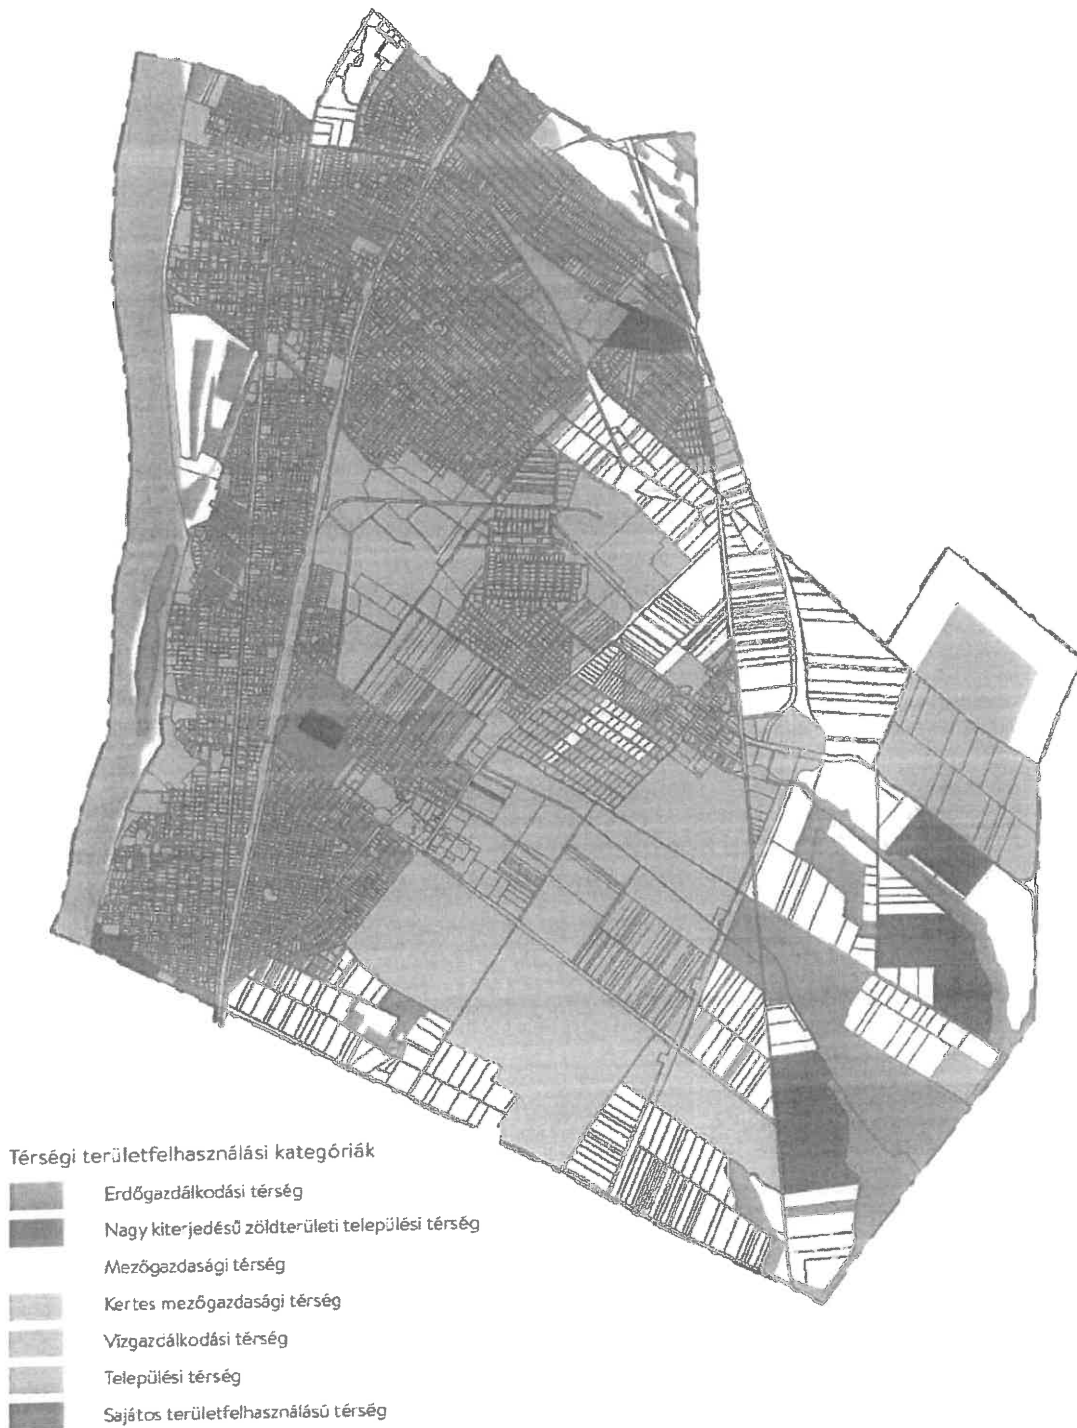 Térségi területfelhasználási kategóriák
Erdőgazdálkodási térség
Nagy kiterjedésű zöldterületi települési térség
Mezőgazdasági térség
Kertes mezőgazdasági térség
Vízgazdálkodási térség
Települési térség
Sajátos területfelhasználású térség